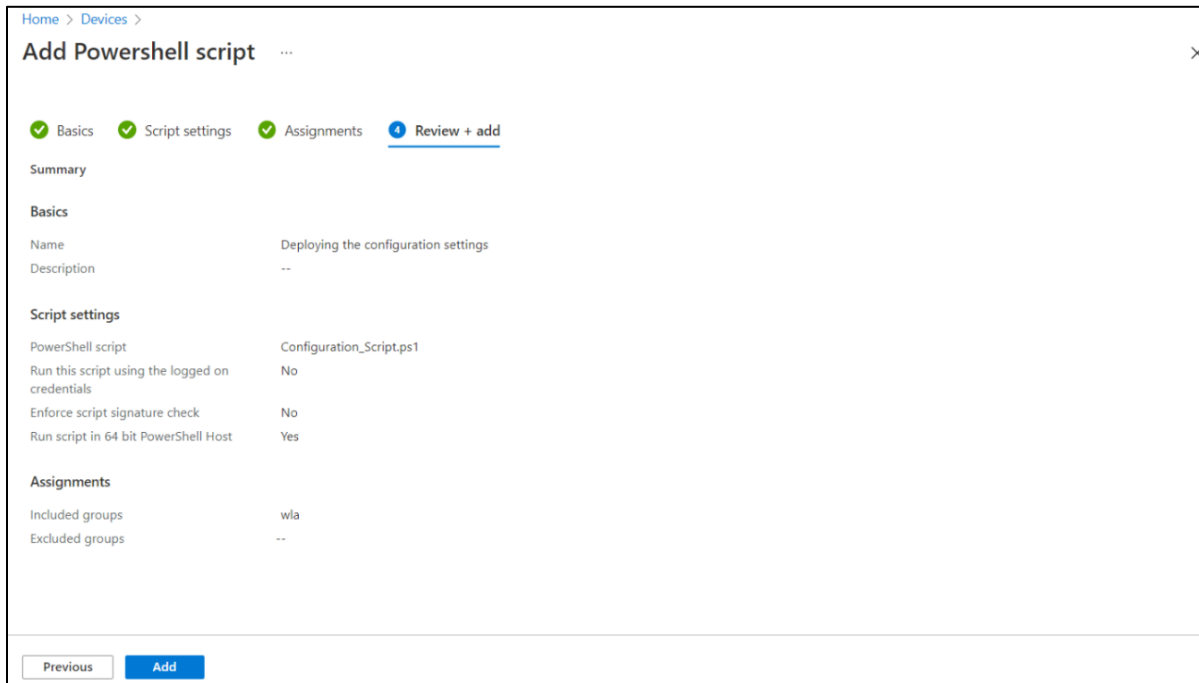 Home > Devices >
Add Powershell script ...
Basics Script settings Assignments 4 Review + add
Summary
Basics
Name Deploying the configuration settings
Description --
Script settings
PowerShell script Configuration_Script.ps1
Run this script using the logged on No
credentials
Enforce script signature check No
Run script in 64 bit PowerShell Host Yes
Assignments
Included groups wla
Excluded groups --
Previous Add